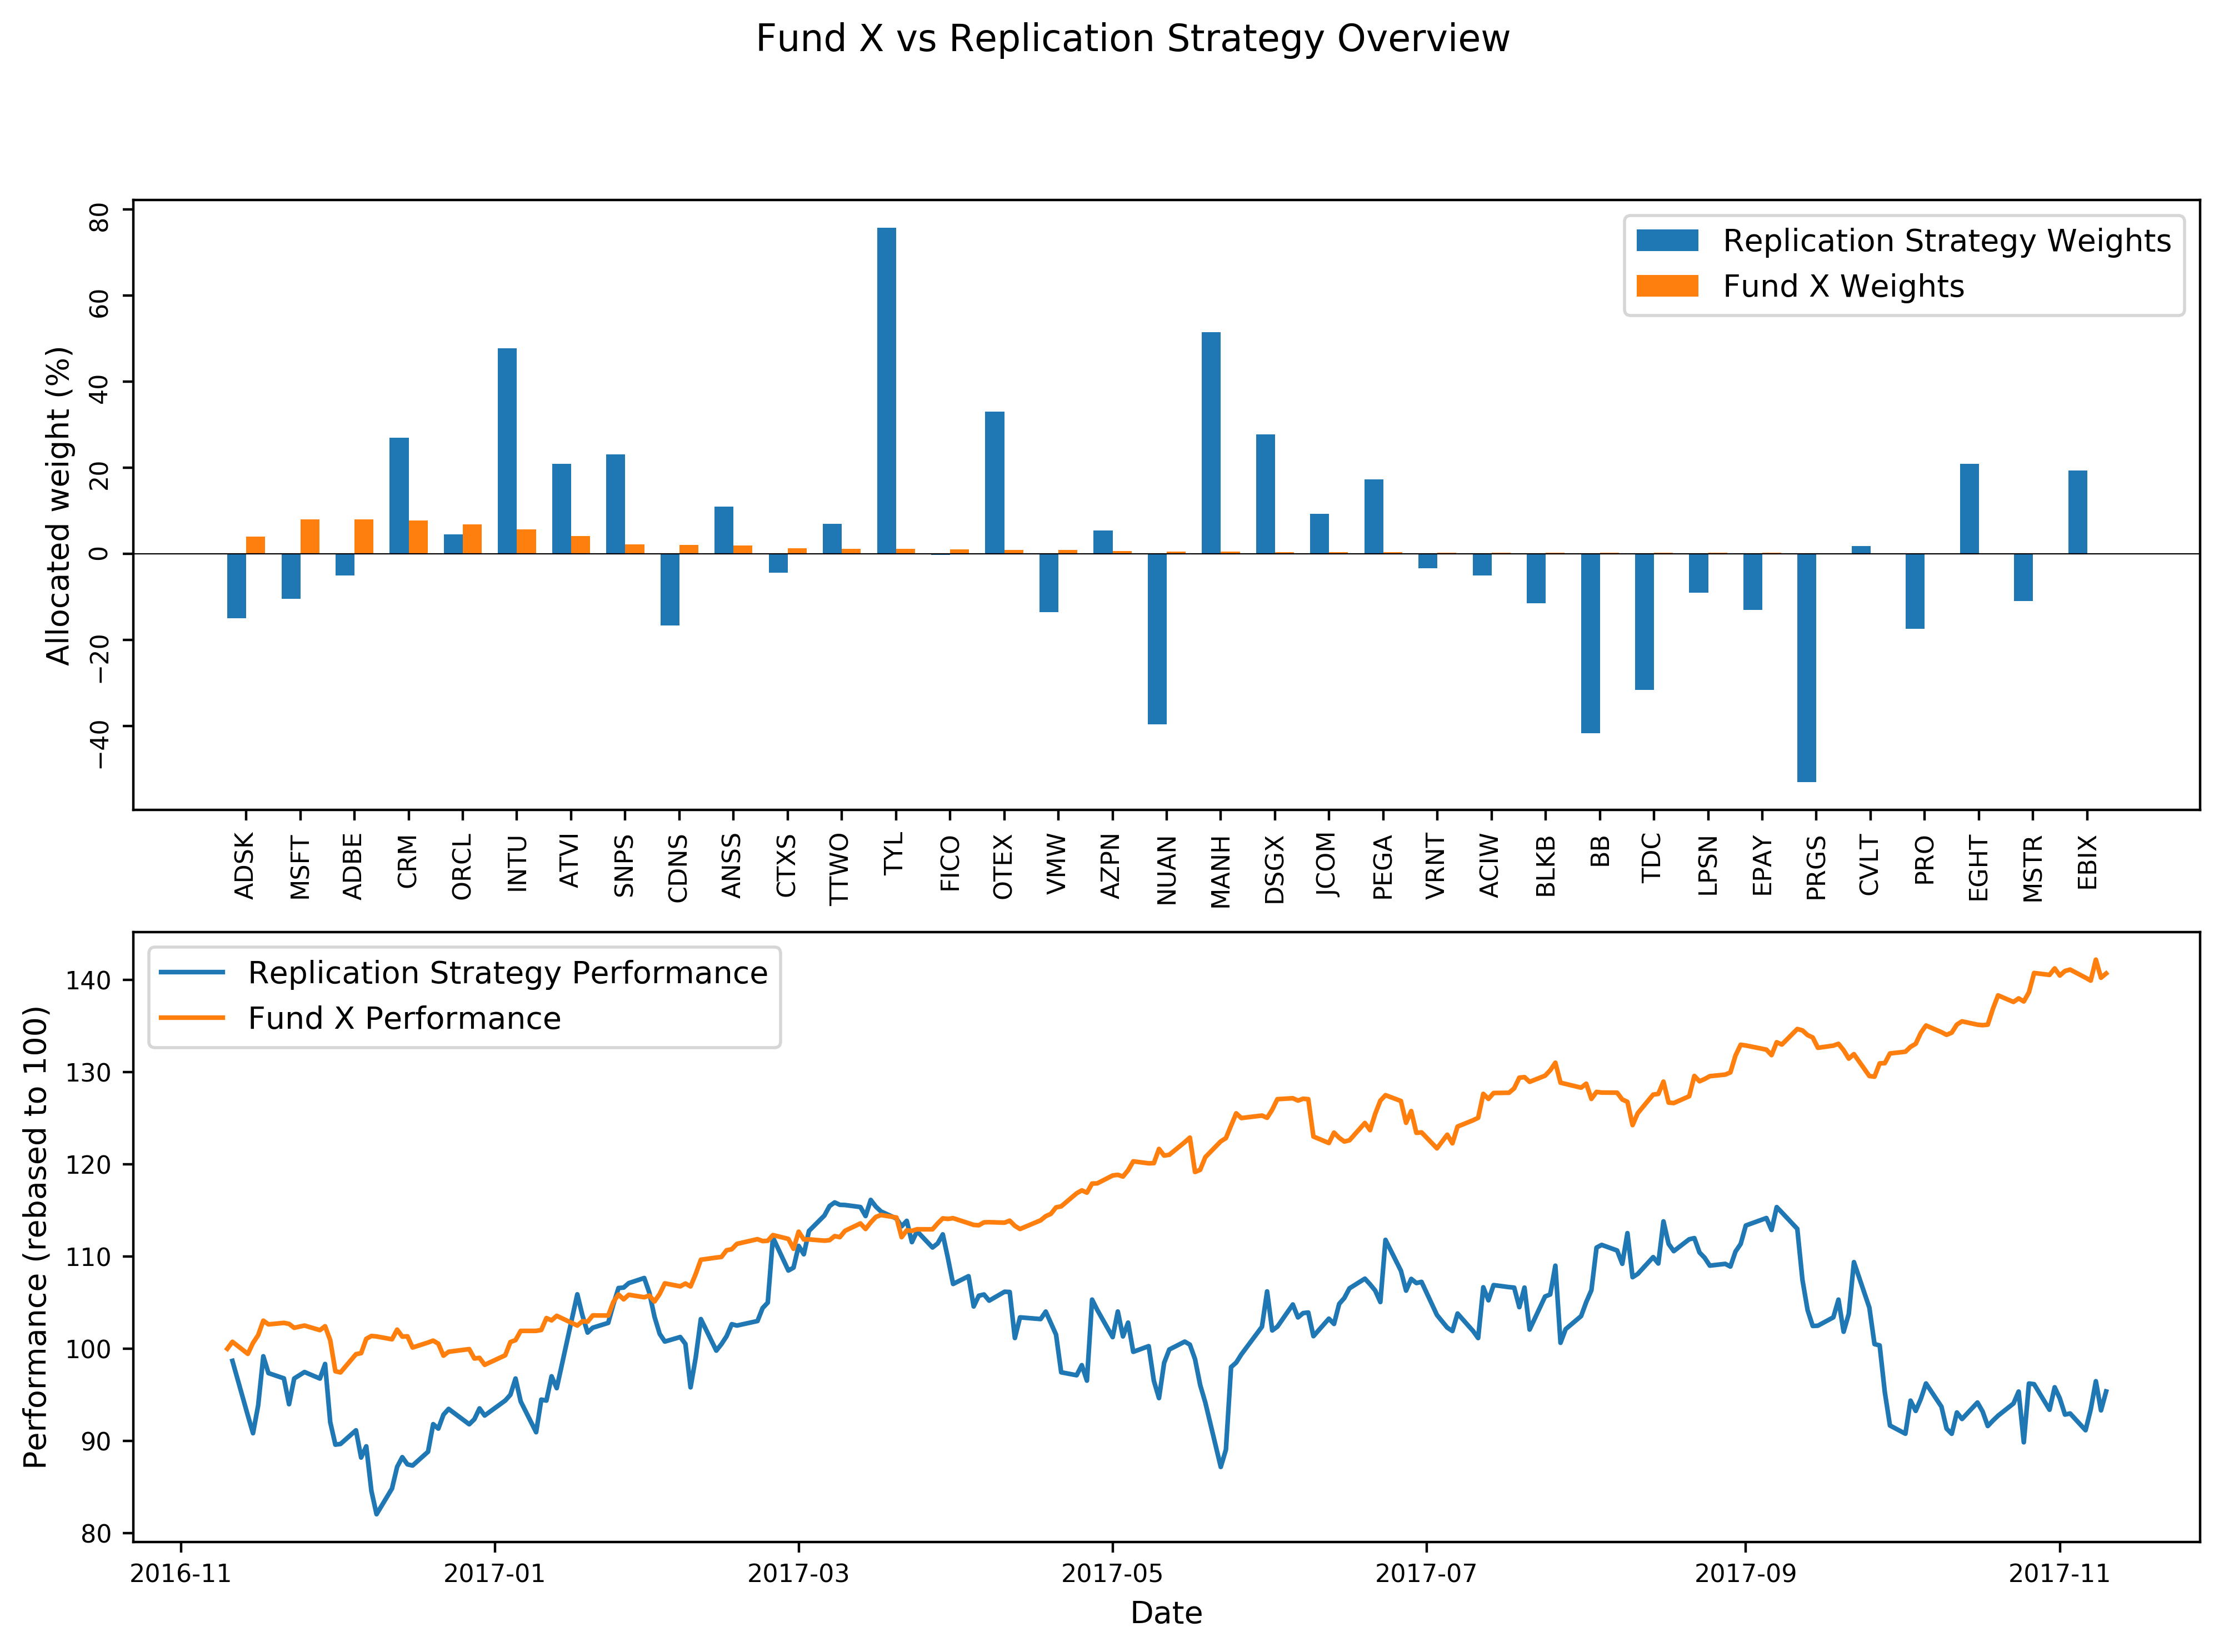 Fund X vs Replication Strategy Overview
Allocated weight (%)
80
60
40
20
0
−20
−40
Replication Strategy Weights
Fund X Weights
ADSK MSFT ADBE CRM ORCL INTU ATVI SNPS CDNS ANSS CTXS TTWO TYL FICO OTEX VMW AZPN NUAN MANH DSGX JCOM PEGA VRNT ACIW BLKB BB TDC LPSN EPAY PRGS CVLT PRO EGHT MSTR EBIX
Performance (rebased to 100)
140
130
120
110
100
90
80
Replication Strategy Performance
Fund X Performance
2016-11 2017-01 2017-03 2017-05 2017-07 2017-09 2017-11
Date